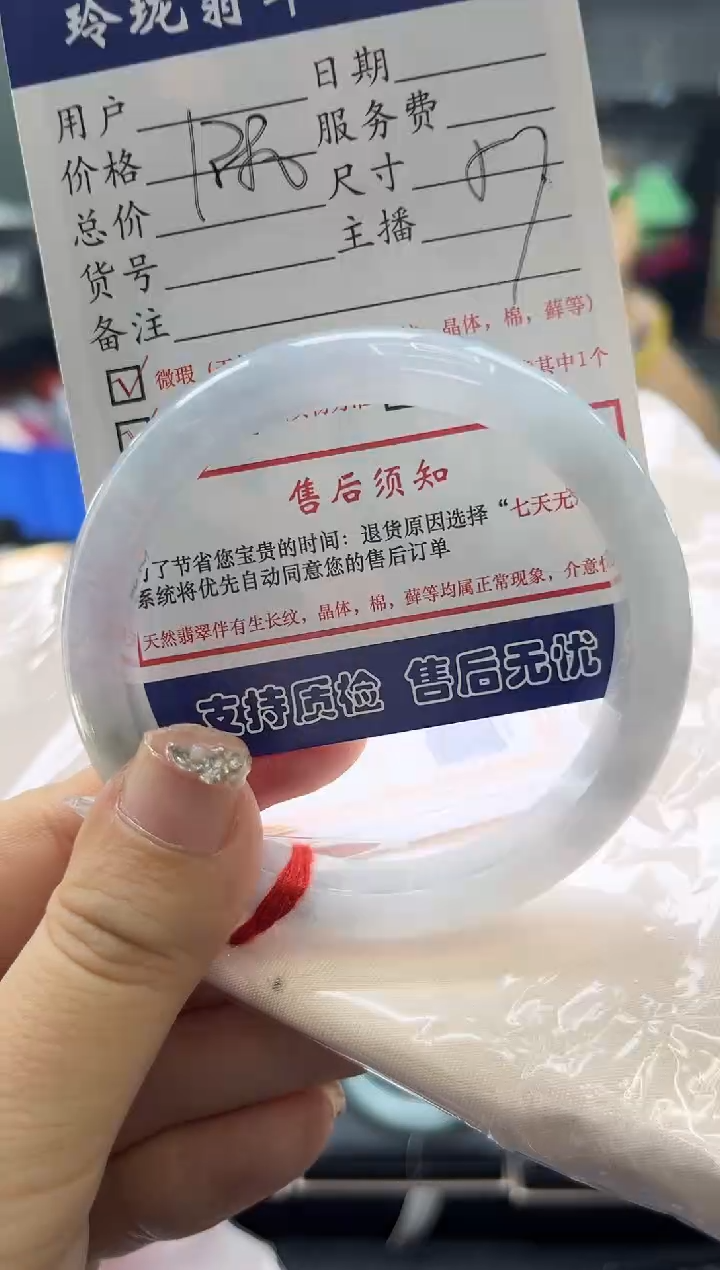 玲珑翡
日期
用户
服务费
价格
尺寸
总价
主播
货号
备注
晶体，棉，藓等）
微瑕
其中1个
售后须知
了节省您宝贵的时间：退货原因选择“七天无
系统将优先自动同意您的售后订单
天然翡翠伴有生长纹，晶体，棉，藓等均属正常现象，介意
支持质检 售后无忧